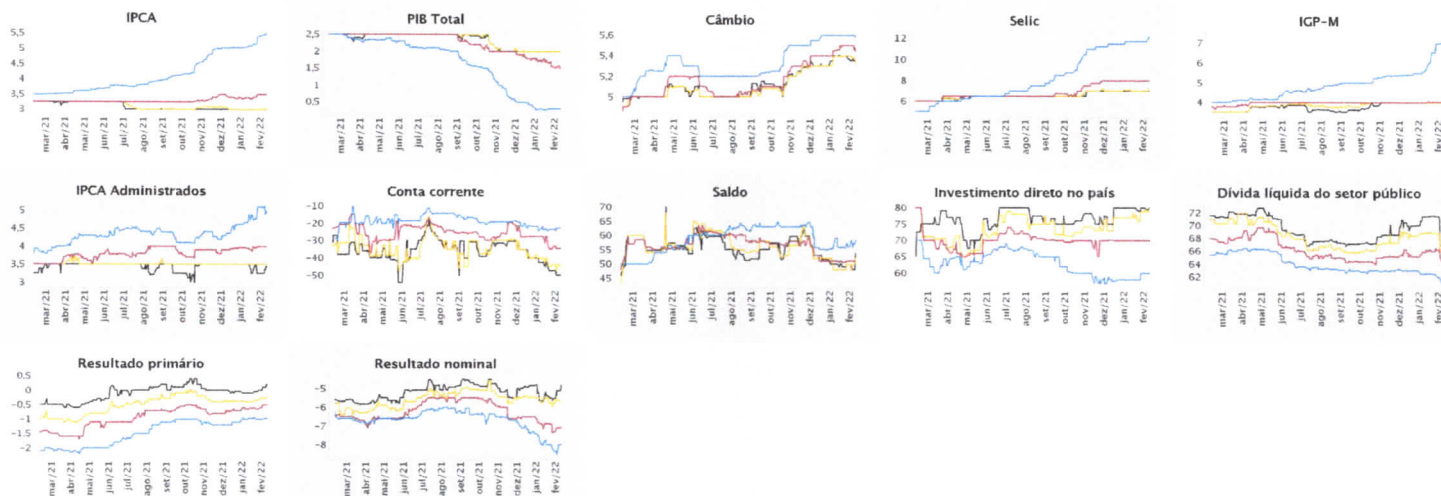 IPCA
5,5
5
4,5
4
3,5
3
mar/21 abr/21 mai/21 jun/21 jul/21 ago/21 set/21 out/21 nov/21 dez/21 jan/22 fev/22
PIB Total
2,5
2
1,5
1
0,5
mar/21 abr/21 mai/21 jun/21 jul/21 ago/21 set/21 out/21 nov/21 dez/21 jan/22 fev/22
Câmbio
5,6
5,4
5,2
5
mar/21 abr/21 mai/21 jun/21 jul/21 ago/21 set/21 out/21 nov/21 dez/21 jan/22 fev/22
Selic
12
10
8
6
mar/21 abr/21 mai/21 jun/21 jul/21 ago/21 set/21 out/21 nov/21 dez/21 jan/22 fev/22
IGP-M
7
6
5
4
mar/21 abr/21 mai/21 jun/21 jul/21 ago/21 set/21 out/21 nov/21 dez/21 jan/22 fev/22
IPCA Administrados
5
4,5
4
3,5
3
mar/21 abr/21 mai/21 jun/21 jul/21 ago/21 set/21 out/21 nov/21 dez/21 jan/22 fev/22
Conta corrente
-10
-20
-30
-40
-50
mar/21 abr/21 mai/21 jun/21 jul/21 ago/21 set/21 out/21 nov/21 dez/21 jan/22 fev/22
Saldo
70
65
60
55
50
45
mar/21 abr/21 mai/21 jun/21 jul/21 ago/21 set/21 out/21 nov/21 dez/21 jan/22 fev/22
Investimento direto no país
80
75
70
65
60
mar/21 abr/21 mai/21 jun/21 jul/21 ago/21 set/21 out/21 nov/21 dez/21 jan/22 fev/22
Dívida líquida do setor público
72
70
68
66
64
62
mar/21 abr/21 mai/21 jun/21 jul/21 ago/21 set/21 out/21 nov/21 dez/21 jan/22 fev/22
Resultado primário
0,5
0
-0,5
-1
-1,5
-2
mar/21 abr/21 mai/21 jun/21 jul/21 ago/21 set/21 out/21 nov/21 dez/21 jan/22 fev/22
Resultado nominal
-5
-6
-7
-8
mar/21 abr/21 mai/21 jun/21 jul/21 ago/21 set/21 out/21 nov/21 dez/21 jan/22 fev/22